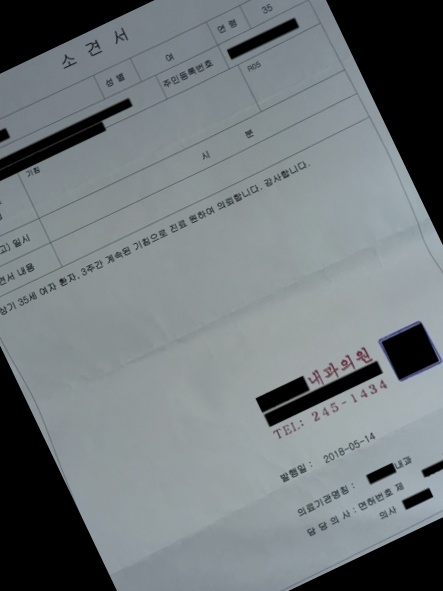 소 견 서
성 별 여 연 령 35
주민등록번호
기침 R05
시 분
고) 일시
견서 내용
상기 35세 여자 환자, 3주간 계속된 기침으로 진료 원하여 의뢰합니다. 감사합니다.
내과의원
TEL: 245-1434
발행일 : 2018-05-14
의료기관명칭 : 내과
담 당 의 사 : 면허번호 제
의사